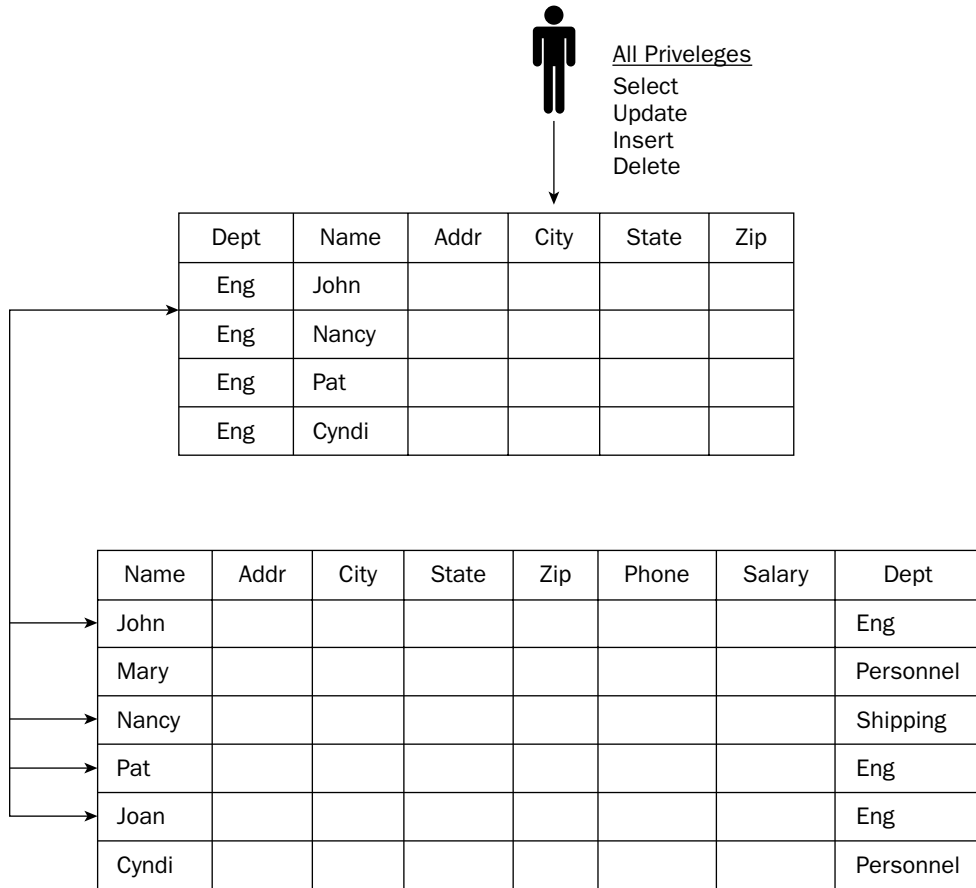 All Priveleges
Select
Update
Insert
Delete
Dept Name Addr City State Zip
Eng John
Eng Nancy
Eng Pat
Eng Cyndi
Name Addr City State Zip Phone Salary Dept
John Eng
Mary Personnel
Nancy Shipping
Pat Eng
Joan Eng
Cyndi Personnel